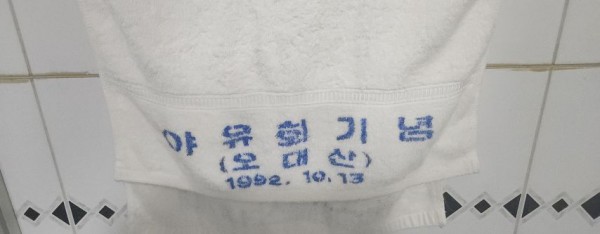 야 유 회 기 념
(오 대 산)
1992. 10. 13